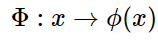 Φ : x → ϕ(x)